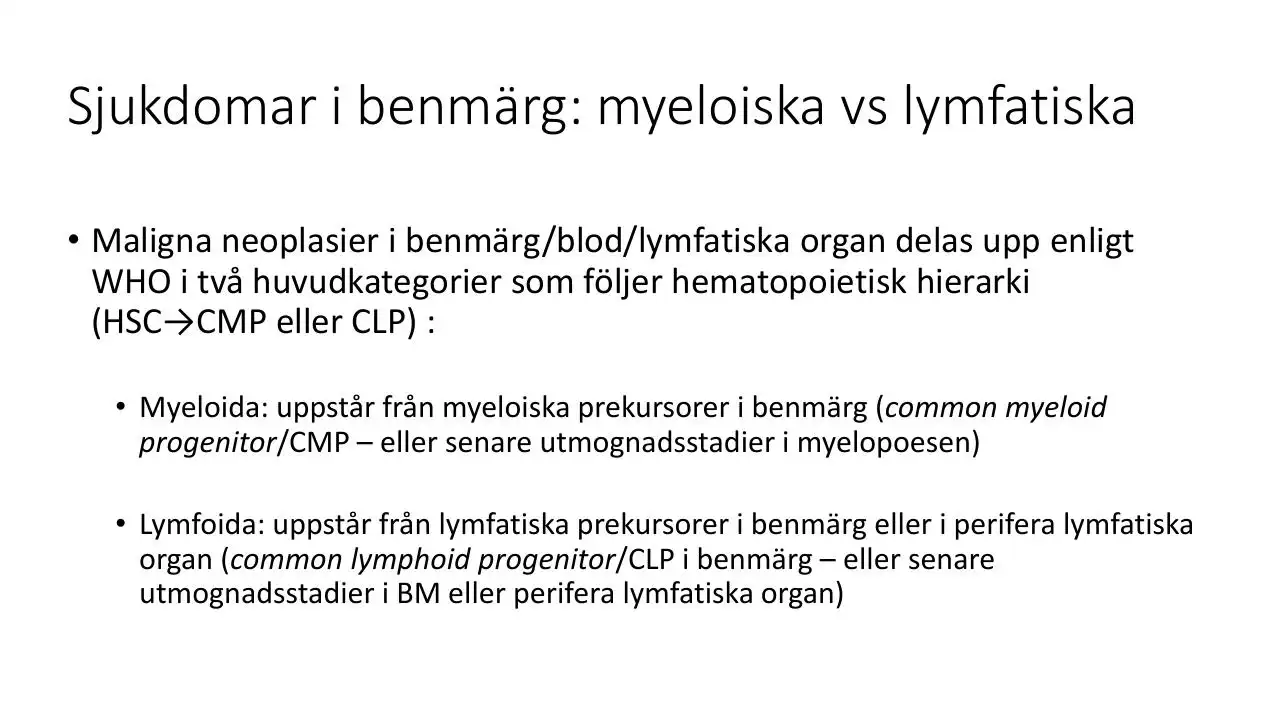 Sjukdomar i benmärg: myeloiska vs lymfatiska
• Maligna neoplasier i benmärg/blod/lymfatiska organ delas upp enligt
WHO i två huvudkategorier som följer hematopoietisk hierarki
(HSC→CMP eller CLP) :
• Myeloida: uppstår från myeloiska prekursorer i benmärg (common myeloid
progenitor/CMP – eller senare utmognadsstadier i myelopoesen)
• Lymfoida: uppstår från lymfatiska prekursorer i benmärg eller i perifera lymfatiska
organ (common lymphoid progenitor/CLP i benmärg – eller senare
utmognadsstadier i BM eller perifera lymfatiska organ)